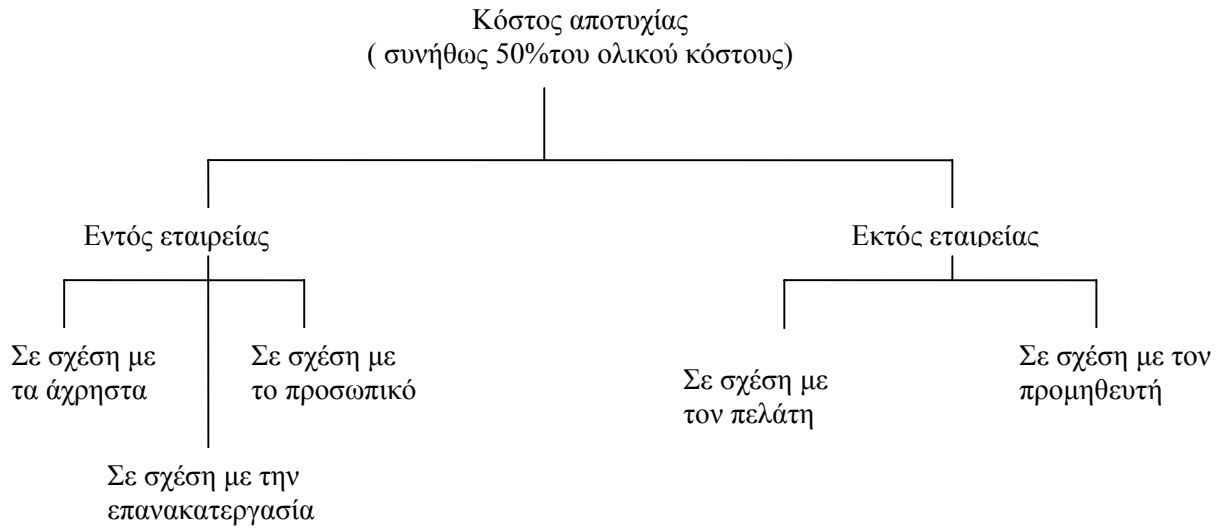 Κόστος αποτυχίας
( συνήθως 50%του ολικού κόστους)
Εντός εταιρείας
Εκτός εταιρείας
Σε σχέση με
τα άχρηστα
Σε σχέση με
το προσωπικό
Σε σχέση με την
επανακατεργασία
Σε σχέση με
τον πελάτη
Σε σχέση με τον
προμηθευτή